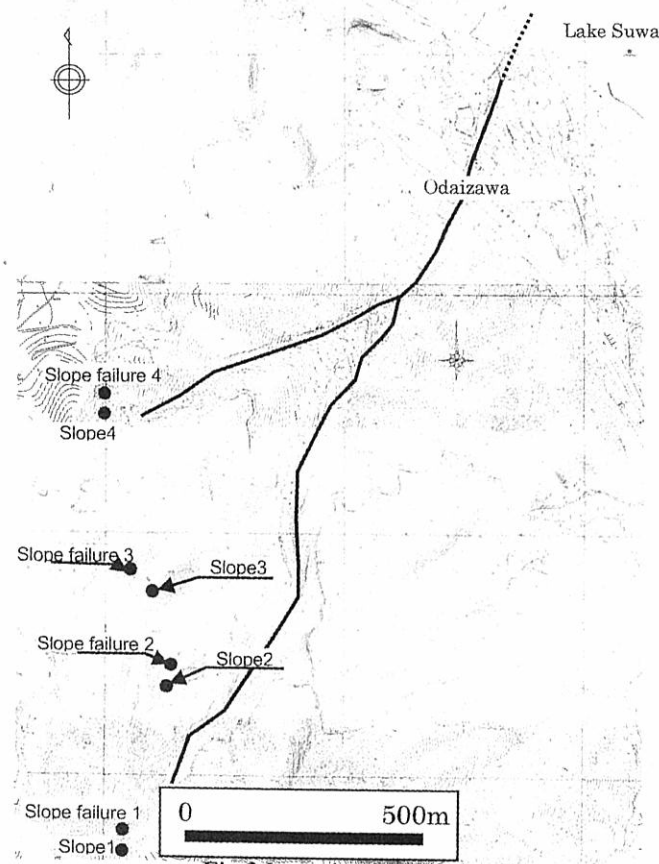 Lake Suwa
Odaizawa
Slope failure 4
Slope4
Slope failure 3
Slope3
Slope failure 2
Slope2
Slope failure 1
Slope1
0 500m